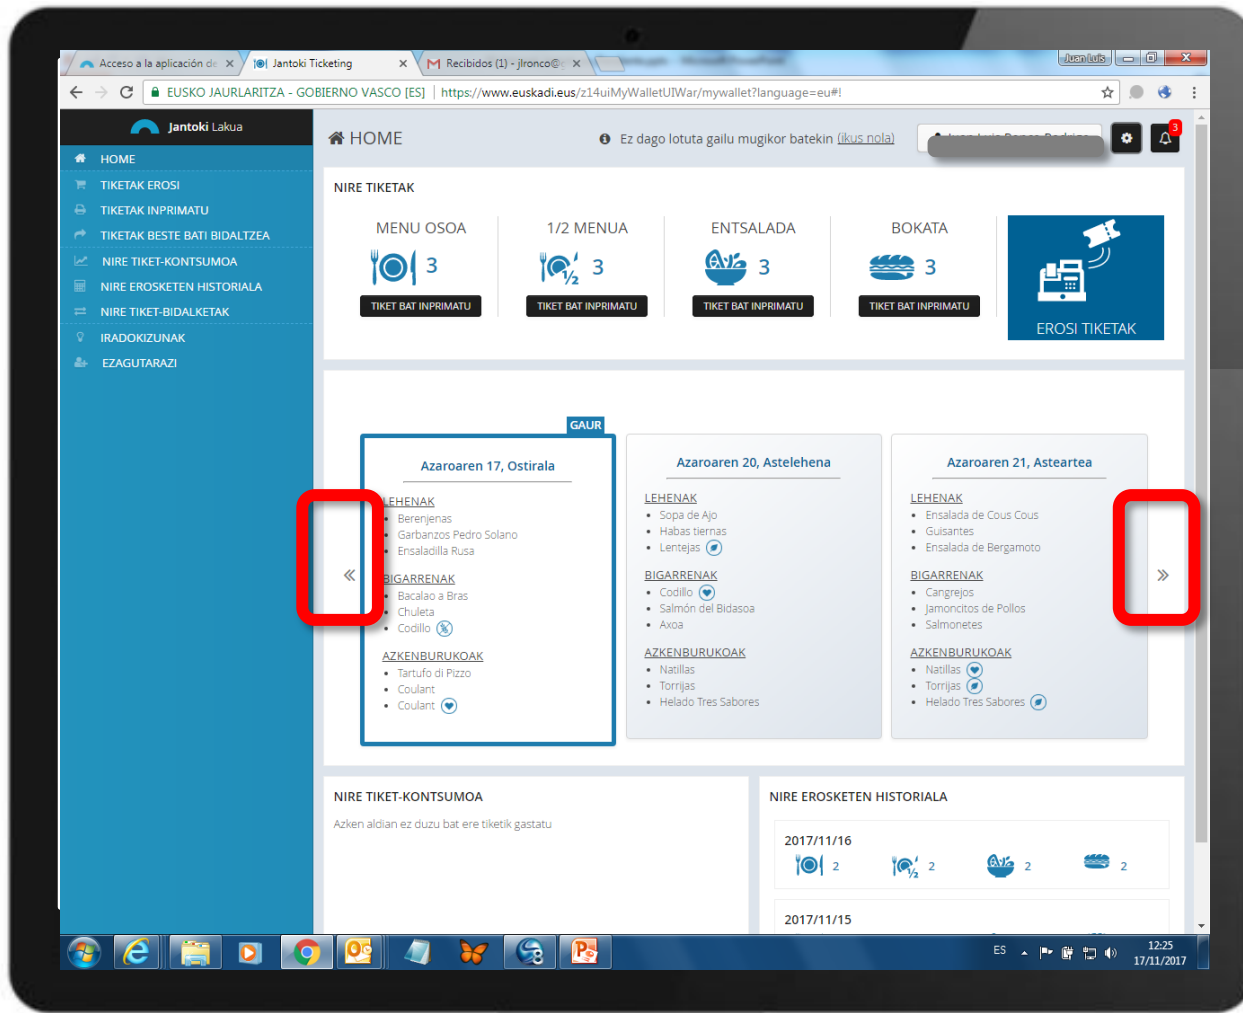 Acceso a la aplicación de
Jantoki Ticketing
Recibidos (1) - jlronco@g
Juan Luis
EUSKO JAURLARITZA - GOBIERNO VASCO [ES]
https://www.euskadi.eus/z14uiMyWalletUIWar/mywallet?language=eu#!
Jantoki Lakua
HOME
TIKETAK EROSI
TIKETAK INPRIMATU
TIKETAK BESTE BATI BIDALTZEA
NIRE TIKET-KONTSUMOA
NIRE EROSKETEN HISTORIALA
NIRE TIKET-BIDALKETAK
IRADOKIZUNAK
EZAGUTARAZI
HOME
Ez dago lotuta gailu mugikor batekin (ikus nola)
3
NIRE TIKETAK
MENU OSOA
3
TIKET BAT INPRIMATU
1/2 MENUA
1/2
3
TIKET BAT INPRIMATU
ENTSALADA
3
TIKET BAT INPRIMATU
BOKATA
3
TIKET BAT INPRIMATU
EROSI TIKETAK
GAUR
Azaroaren 17, Ostirala
LEHENAK
Berenjenas
Garbanzos Pedro Solano
Ensaladilla Rusa
BIGARRENAK
Bacalao a Bras
Chuleta
Codillo
AZKENBURUKOAK
Tartufo di Pizzo
Coulant
Coulant
Azaroaren 20, Astelehena
LEHENAK
Sopa de Ajo
Habas tiernas
Lentejas
BIGARRENAK
Codillo
Salmón del Bidasoa
Axoa
AZKENBURUKOAK
Natillas
Torrijas
Helado Tres Sabores
Azaroaren 21, Asteartea
LEHENAK
Ensalada de Cous Cous
Guisantes
Ensalada de Bergamoto
BIGARRENAK
Cangrejos
Jamoncitos de Pollos
Salmonetes
AZKENBURUKOAK
Natillas
Torrijas
Helado Tres Sabores
«
»
NIRE TIKET-KONTSUMOA
Azken aldian ez duzu bat ere tiketik gastatu
NIRE EROSKETEN HISTORIALA
2017/11/16
2 1/2 2 2 2
2017/11/15
ES
12:25
17/11/2017